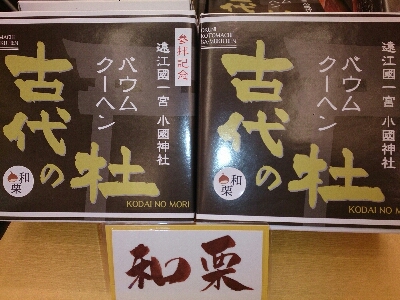 参拝記念
遠江國一宮 小國神社
バウム
クーヘン
古代の杜
和栗
KODAI NO MORI
遠江國一宮 小國神社
バウム
クーヘン
古代の杜
和栗
KODAI NO M
和栗